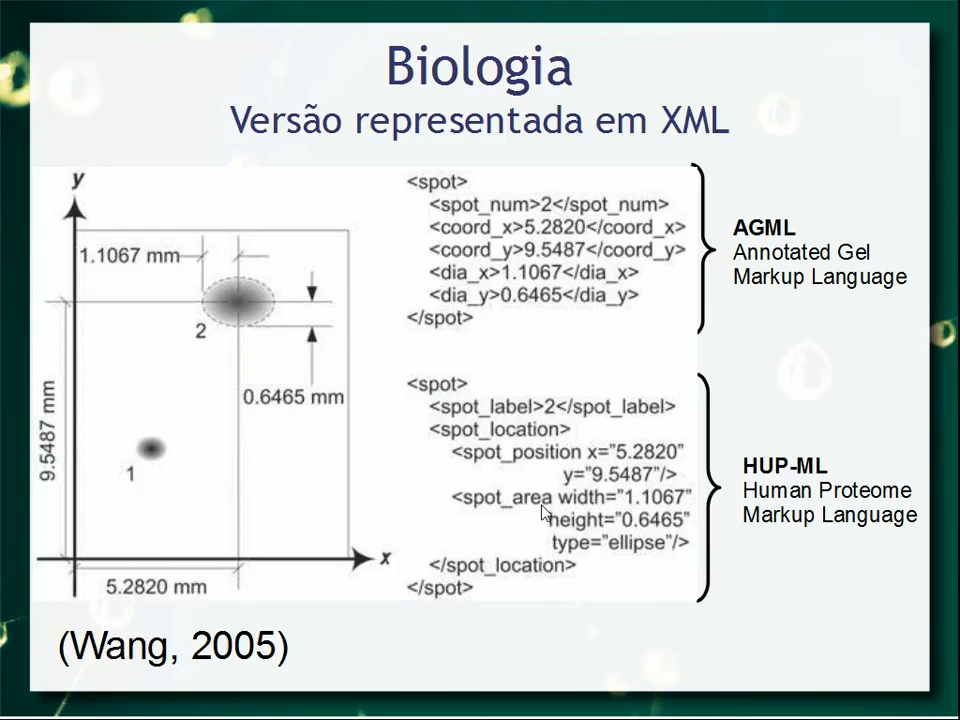 Biologia
Versão representada em XML
y
1.1067 mm
2
0.6465 mm
9.5487 mm
1
x
5.2820 mm
<spot>
<spot_num>2</spot_num>
<coord_x>5.2820</coord_x>
<coord_y>9.5487</coord_y>
<dia_x>1.1067</dia_x>
<dia_y>0.6465</dia_y>
</spot>
AGML
Annotated Gel
Markup Language
<spot>
<spot_label>2</spot_label>
<spot_location>
<spot_position x="5.2820"
y="9.5487"/>
<spot_area width="1.1067"
height="0.6465"
type="ellipse"/>
</spot_location>
</spot>
HUP-ML
Human Proteome
Markup Language
(Wang, 2005)